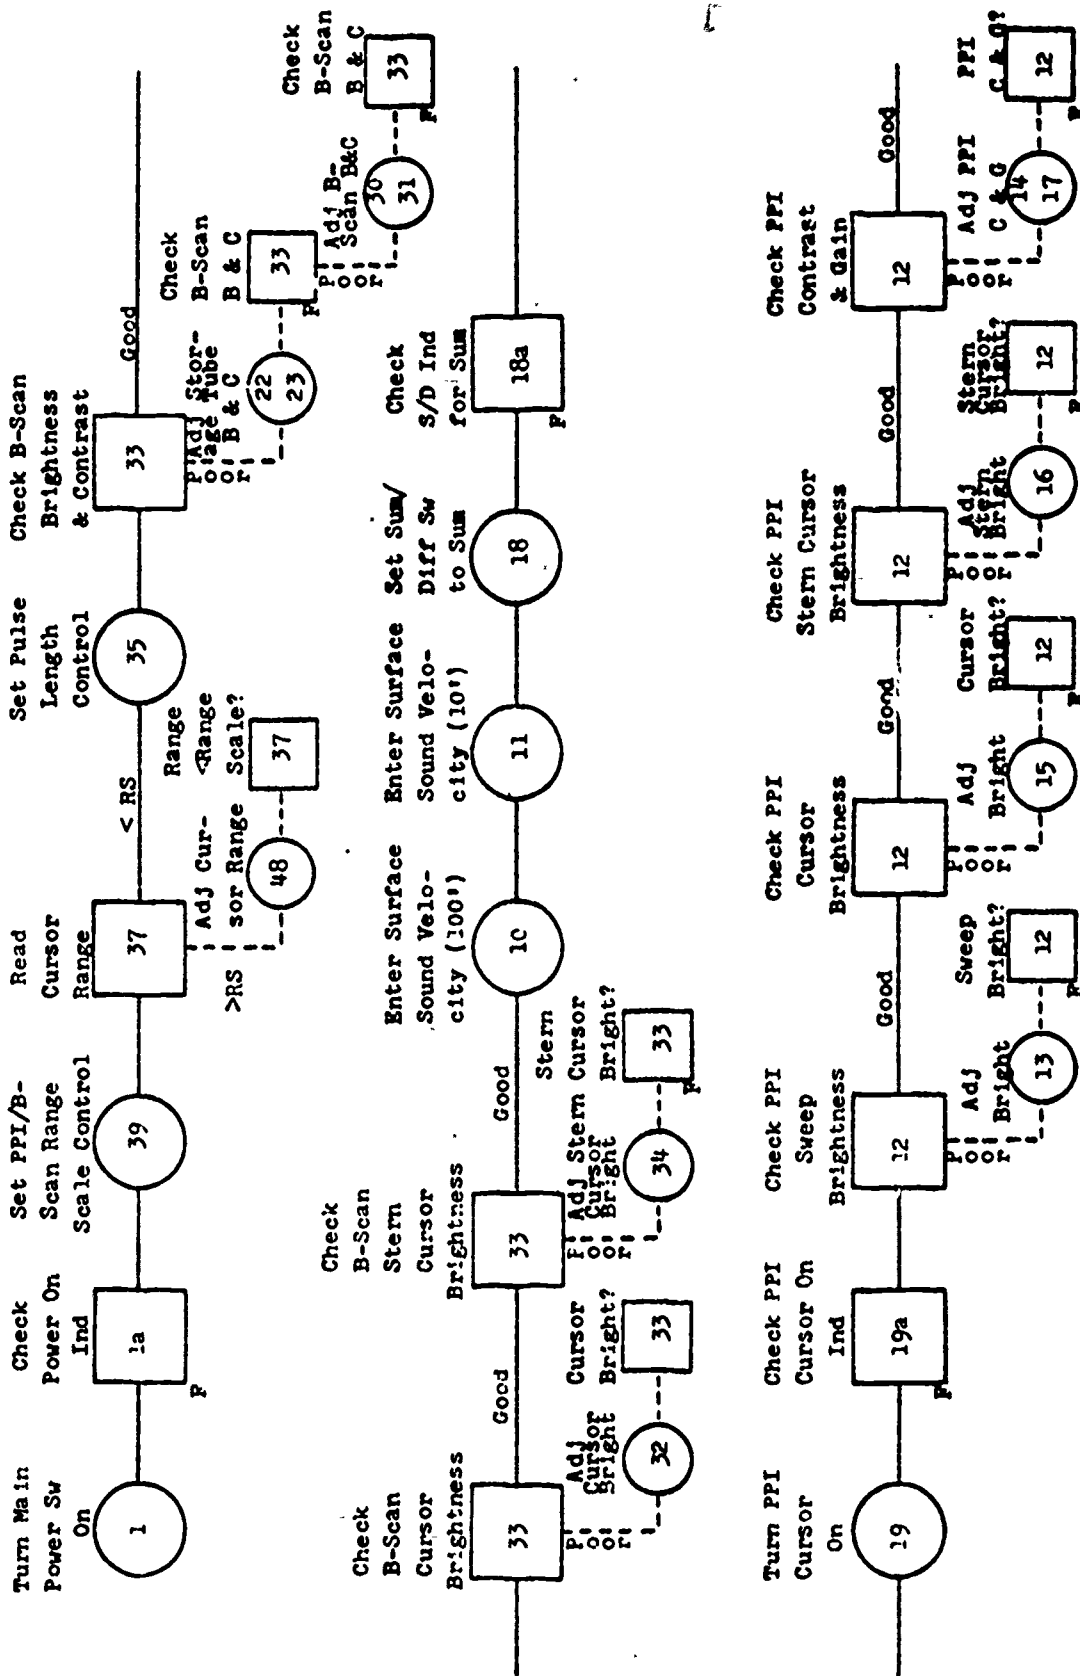 Turn Main
Power Sw
On
1
Check
Power On
Ind
1a
F
Set PPI/B-
Scan Range
Scale Control
39
Read
Cursor
Range
37
>RS
Adj Cur-
sor Range
48
Range
<Range
Scale?
37
< RS
Set Pulse
Length
Control
35
Check B-Scan
Brightness
& Contrast
33
Poor
Adj Stor-
age Tube
B & C
22
23
Check
B-Scan
B & C
33
F
Poor
Adj B-
Scan B&C
30
31
Check
B-Scan
B & C
33
F
Good
Check
B-Scan
Cursor
Brightness
33
Poor
Adj
Cursor
Bright
32
Cursor
Bright?
33
Good
Check
B-Scan
Stern
Cursor
Brightness
33
Poor
Adj Stern
Cursor
Bright
34
Stern
Cursor
Bright?
33
F
Good
Enter Surface
Sound Velo-
city (100')
10
Enter Surface
Sound Velo-
city (10')
11
Set Sum/
Diff Sw
to Sum
18
Check
S/D Ind
for Sum
18a
F
Turn PPI
Cursor
On
19
Check PPI
Cursor On
Ind
19a
F
Check PPI
Sweep
Brightness
12
Poor
Adj
Bright
13
Sweep
Bright?
12
F
Good
Check PPI
Cursor
Brightness
12
Poor
Adj
Bright
15
Cursor
Bright?
12
F
Good
Check PPI
Stern Cursor
Brightness
12
Poor
Adj
Stern
Bright
16
Stern
Cursor
Bright?
12
F
Good
Check PPI
Contrast
& Gain
12
Poor
Adj PPI
C & G
14
17
PPI
C & G?
12
F
Good